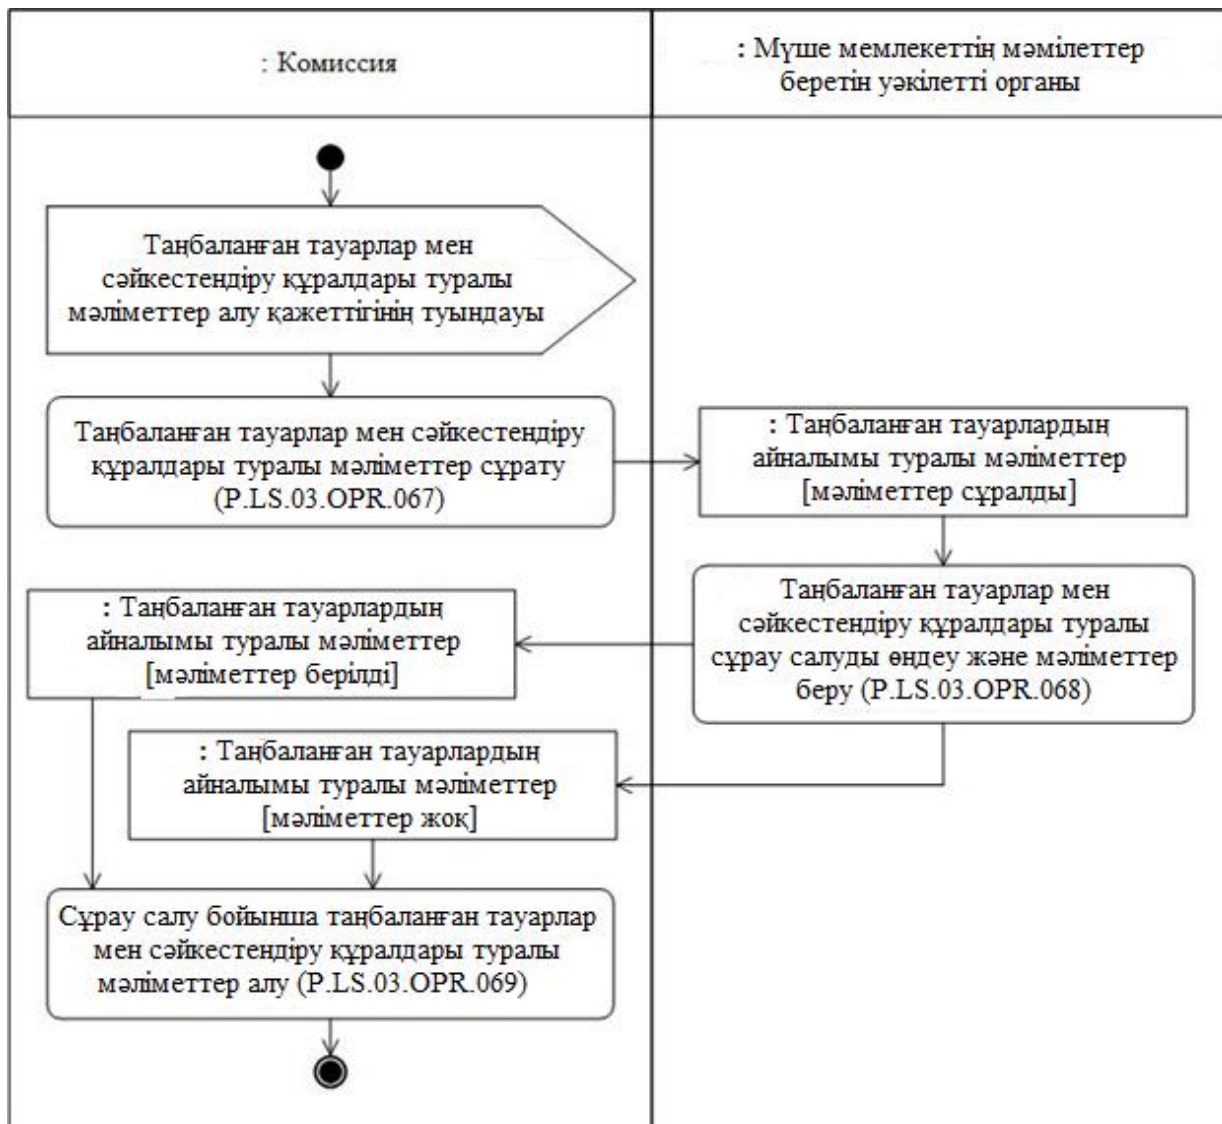 : Комиссия
: Мүше мемлекеттің мәмілеттер
беретін уәкілетті органы
Таңбаланған тауарлар мен
сәйкестендіру құралдары туралы
мәліметтер алу қажеттігінің туындауы
Таңбаланған тауарлар мен сәйкестендіру
құралдары туралы мәліметтер сұрату
(P.LS.03.OPR.067)
: Таңбаланған тауарлардың
айналымы туралы мәліметтер
[мәліметтер сұралды]
Таңбаланған тауарлар мен
сәйкестендіру құралдары туралы
сұрау салуды өңдеу және мәліметтер
беру (P.LS.03.OPR.068)
: Таңбаланған тауарлардың
айналымы туралы мәліметтер
[мәліметтер берілді]
: Таңбаланған тауарлардың
айналымы туралы мәліметтер
[мәліметтер жоқ]
Сұрау салу бойынша таңбаланған тауарлар
мен сәйкестендіру құралдары туралы
мәліметтер алу (P.LS.03.OPR.069)